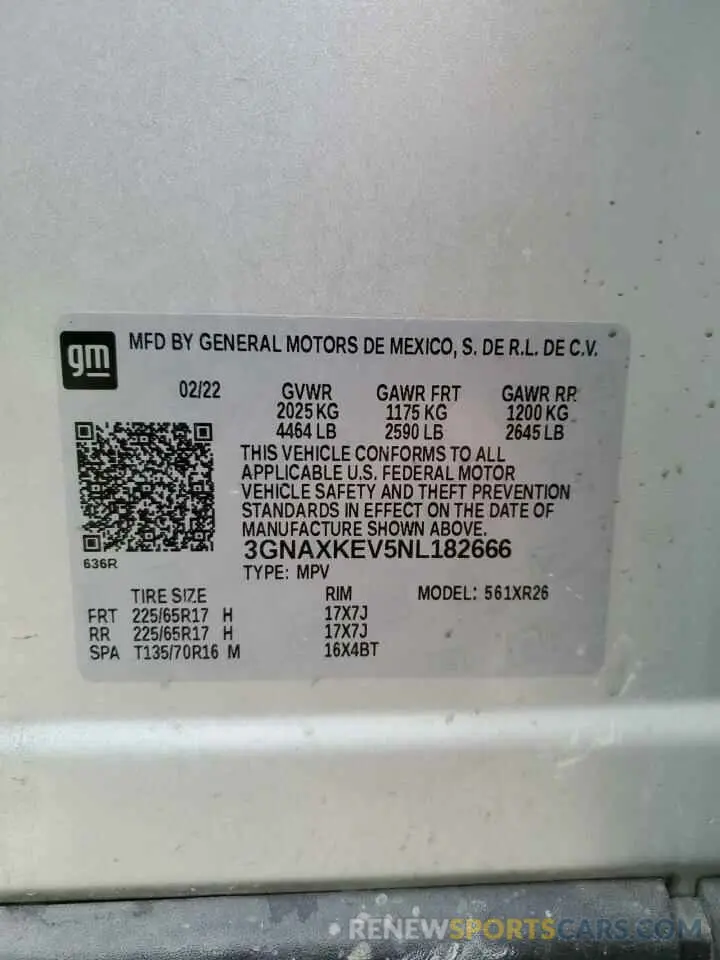 gm
MFD BY GENERAL MOTORS DE MEXICO, S. DE R.L. DE C.V.
02/22 GVWR GAWR FRT GAWR RR
2025 KG 1175 KG 1200 KG
4464 LB 2590 LB 2645 LB
THIS VEHICLE CONFORMS TO ALL
APPLICABLE U.S. FEDERAL MOTOR
VEHICLE SAFETY AND THEFT PREVENTION
STANDARDS IN EFFECT ON THE DATE OF
MANUFACTURE SHOWN ABOVE.
3GNAXKEV5NL182666
636R
TYPE: MPV
TIRE SIZE RIM MODEL: 561XR26
FRT 225/65R17 H 17X7J
RR 225/65R17 H 17X7J
SPA T135/70R16 M 16X4BT
RENEWSPORTSCARS.COM